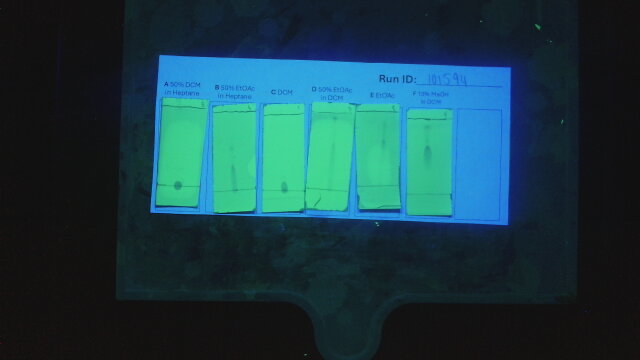 Run ID: 101594
A 50% DCM
in Heptane
B 50% EtOAc
in Heptane
C DCM
D 50% EtOAc
in DCM
E EtOAc
F 10% MeOH
in DCM